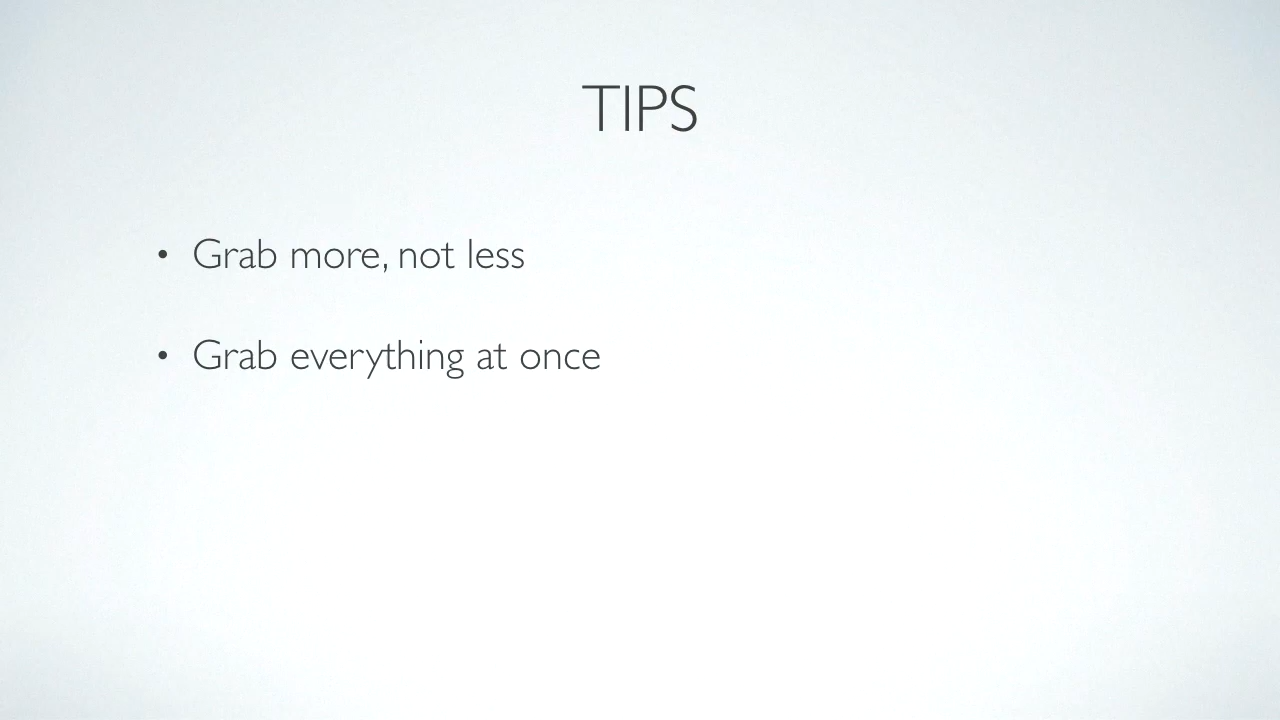 TIPS
• Grab more, not less
• Grab everything at once